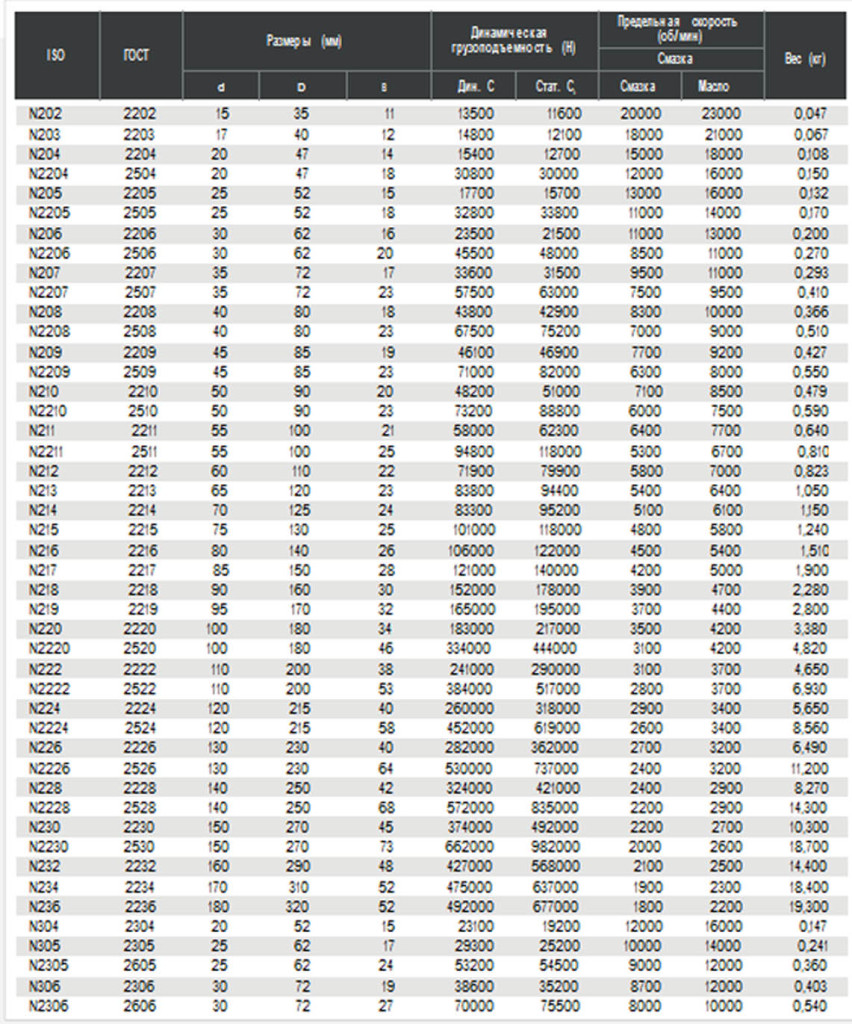 ISO ГОСТ Размеры (мм) Динамическая грузоподъемность (Н) Предельная скорость (об/мин) Вес (кг)
Смазка
d D B Дин. C Стат. C₀ Смазка Масло
N202 2202 15 35 11 13500 11600 20000 23000 0,047
N203 2203 17 40 12 14800 12100 18000 21000 0,067
N204 2204 20 47 14 15400 12700 15000 18000 0,108
N2204 2504 20 47 18 30800 30000 12000 16000 0,150
N205 2205 25 52 15 17700 15700 13000 16000 0,132
N2205 2505 25 52 18 32800 33800 11000 14000 0,170
N206 2206 30 62 16 23500 21500 11000 13000 0,200
N2206 2506 30 62 20 45500 48000 8500 11000 0,270
N207 2207 35 72 17 33600 31500 9500 11000 0,293
N2207 2507 35 72 23 57500 63000 7500 9500 0,410
N208 2208 40 80 18 43800 42900 8300 10000 0,366
N2208 2508 40 80 23 67500 75200 7000 9000 0,510
N209 2209 45 85 19 46100 46900 7700 9200 0,427
N2209 2509 45 85 23 71000 82000 6300 8000 0,550
N210 2210 50 90 20 48200 51000 7100 8500 0,479
N2210 2510 50 90 23 73200 88800 6000 7500 0,590
N211 2211 55 100 21 58000 62300 6400 7700 0,640
N2211 2511 55 100 25 94800 118000 5300 6700 0,810
N212 2212 60 110 22 71900 79900 5800 7000 0,823
N213 2213 65 120 23 83800 94400 5400 6400 1,050
N214 2214 70 125 24 83300 95200 5100 6100 1,150
N215 2215 75 130 25 101000 118000 4800 5800 1,240
N216 2216 80 140 26 106000 122000 4500 5400 1,510
N217 2217 85 150 28 121000 140000 4200 5000 1,900
N218 2218 90 160 30 152000 178000 3900 4700 2,280
N219 2219 95 170 32 165000 195000 3700 4400 2,800
N220 2220 100 180 34 183000 217000 3500 4200 3,380
N2220 2520 100 180 46 334000 444000 3100 4200 4,820
N222 2222 110 200 38 241000 290000 3100 3700 4,650
N2222 2522 110 200 53 384000 517000 2800 3700 6,930
N224 2224 120 215 40 260000 318000 2900 3400 5,650
N2224 2524 120 215 58 452000 619000 2600 3400 8,560
N226 2226 130 230 40 282000 362000 2700 3200 6,490
N2226 2526 130 230 64 530000 737000 2400 3200 11,200
N228 2228 140 250 42 324000 421000 2400 2900 8,270
N2228 2528 140 250 68 572000 835000 2200 2900 14,300
N230 2230 150 270 45 374000 492000 2200 2700 10,300
N2230 2530 150 270 73 662000 982000 2000 2600 18,700
N232 2232 160 290 48 427000 568000 2100 2500 14,400
N234 2234 170 310 52 475000 637000 1900 2300 18,400
N236 2236 180 320 52 492000 677000 1800 2200 19,300
N304 2304 20 52 15 23100 19200 12000 16000 0,147
N305 2305 25 62 17 29300 25200 10000 14000 0,241
N2305 2605 25 62 24 53200 54500 9000 12000 0,360
N306 2306 30 72 19 38600 35200 8700 12000 0,403
N2306 2606 30 72 27 70000 75500 8000 10000 0,540